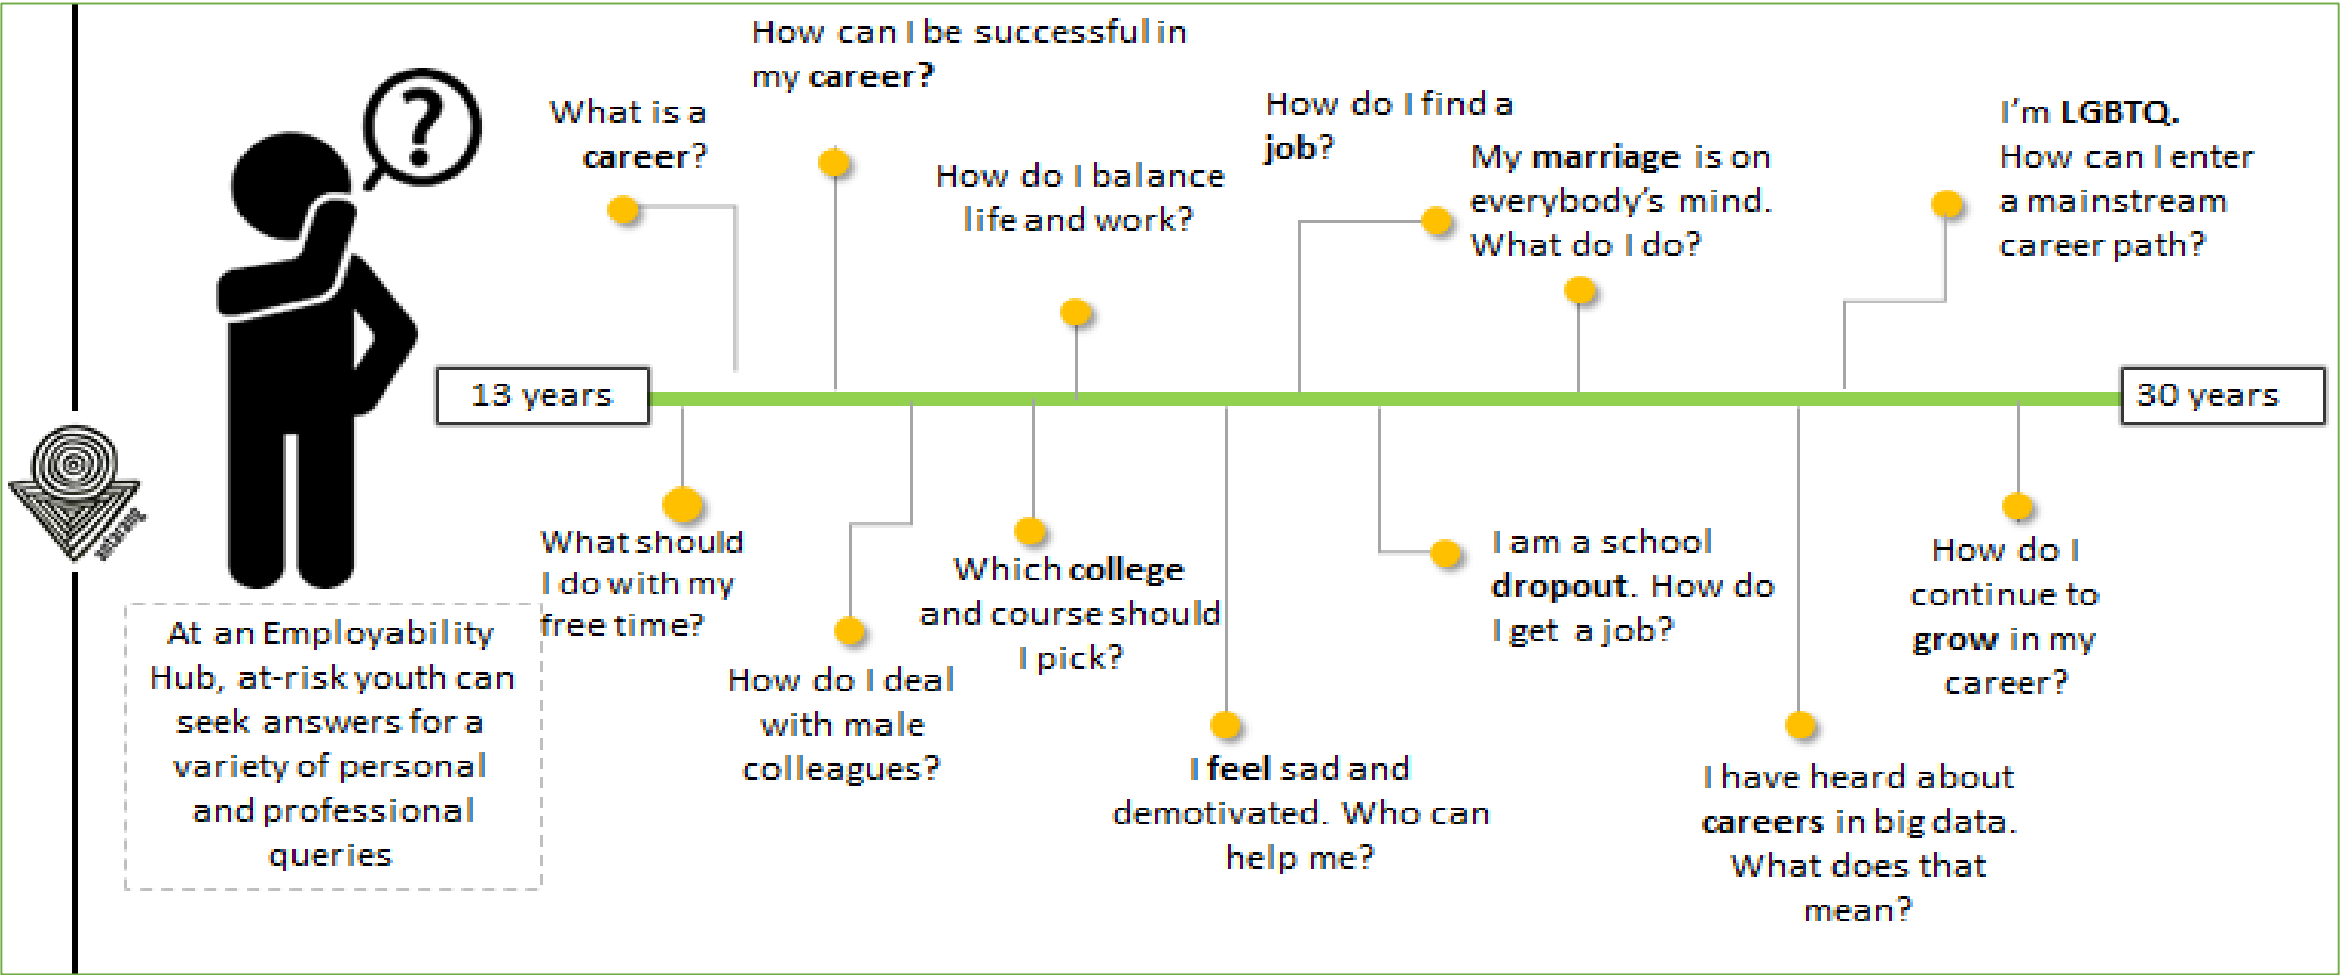 How can I be successful in
my career?
What is a
career?
How do I balance
life and work?
How do I find a
job?
My marriage is on
everybody's mind.
What do I do?
I'm LGBTQ.
How can I enter
a mainstream
career path?
13 years
30 years
What should
I do with my
free time?
How do I deal
with male
colleagues?
Which college
and course should
I pick?
I feel sad and
demotivated. Who can
help me?
I am a school
dropout. How do
I get a job?
I have heard about
careers in big data.
What does that
mean?
How do I
continue to
grow in my
career?
At an Employability
Hub, at-risk youth can
seek answers for a
variety of personal
and professional
queries
antarang